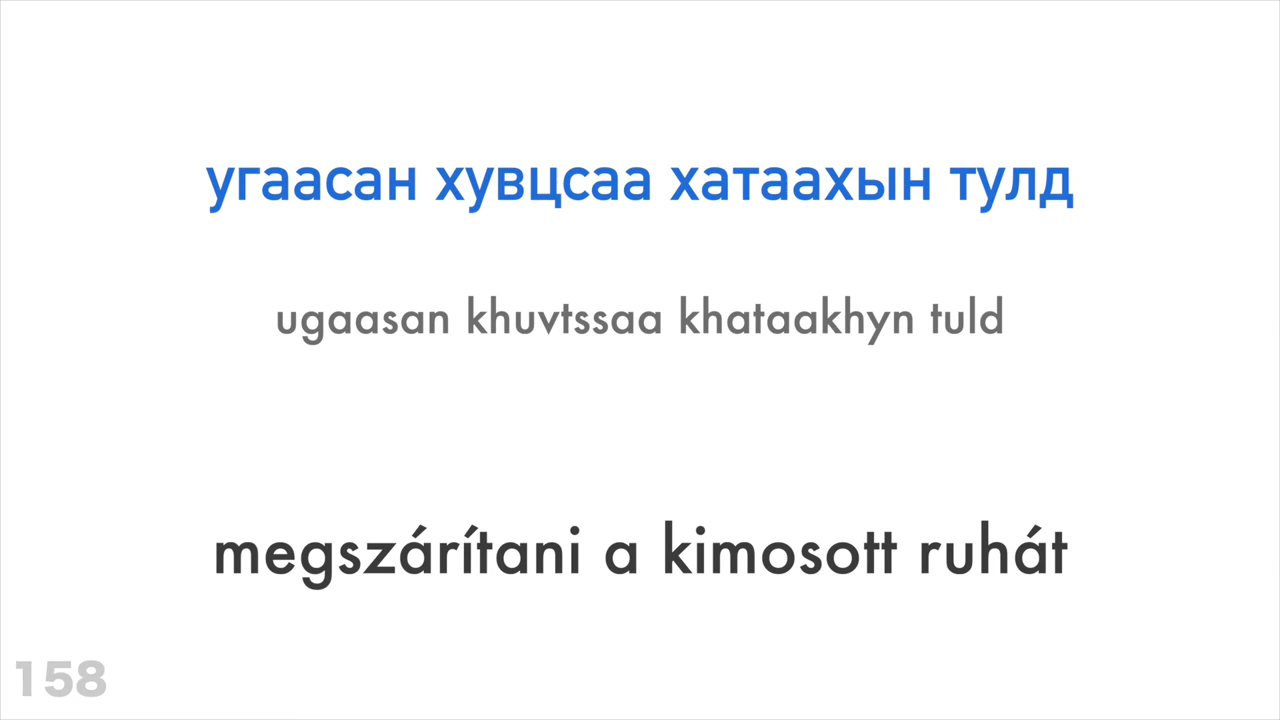 угаасан хувцсаа хатаахын тулд
ugaasan khuvtssaa khataakhyn tuld
megszárítani a kimosott ruhát
158